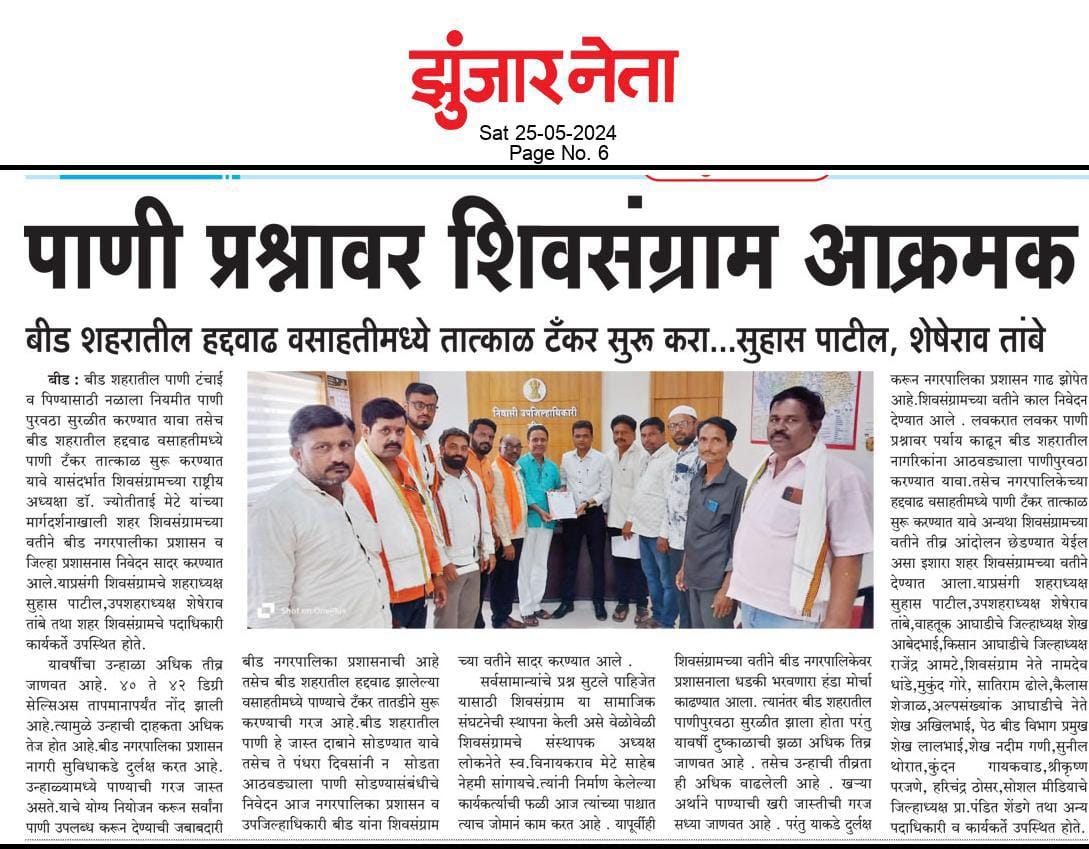 झुंजार नेता
Sat 25-05-2024
Page No. 6
पाणी प्रश्नावर शिवसंग्राम आक्रमक
बीड शहरातील हद्दवाढ वसाहतीमध्ये तात्काळ टँकर सुरू करा...सुहास पाटील, शेषेराव तांबे
बीड : बीड शहरातील पाणी टंचाई
व पिण्यासाठी नळाला नियमीत पाणी
पुरवठा सुरळीत करण्यात यावा तसेच
बीड शहरातील हद्दवाढ वसाहतीमध्ये
पाणी टँकर तात्काळ सुरू करण्यात
यावे यासंदर्भात शिवसंग्रामच्या राष्ट्रीय
अध्यक्षा डॉ. ज्योतीताई मेटे यांच्या
मार्गदर्शनाखाली शहर शिवसंग्रामच्या
वतीने बीड नगरपालीका प्रशासन व
जिल्हा प्रशासनास निवेदन सादर करण्यात
आले.याप्रसंगी शिवसंग्रामचे शहराध्यक्ष
सुहास पाटील,उपशहराध्यक्ष शेषेराव
तांबे तथा शहर शिवसंग्रामचे पदाधिकारी
कार्यकर्ते उपस्थित होते.
यावर्षीचा उन्हाळा अधिक तीव्र
जाणवत आहे. ४० ते ४२ डिग्री
सेल्सिअस तापमानापर्यंत नोंद झाली
आहे.त्यामुळे उन्हाची दाहकता अधिक
तेज होत आहे.बीड नगरपालिका प्रशासन
नागरी सुविधाकडे दुर्लक्ष करत आहे.
उन्हाळ्यामध्ये पाण्याची गरज जास्त
असते.याचे योग्य नियोजन करून सर्वांना
पाणी उपलब्ध करून देण्याची जबाबदारी
निवासी उपजिल्हाधिकारी
Shot on OnePlus
बीड नगरपालिका प्रशासनाची आहे
तसेच बीड शहरातील हद्दवाढ झालेल्या
वसाहतीमध्ये पाण्याचे टँकर तातडीने सुरू
करण्याची गरज आहे.बीड शहरातील
पाणी हे जास्त दाबाने सोडण्यात यावे
तसेच ते पंधरा दिवसांनी न सोडता
आठवड्याला पाणी सोडण्यासंबंधीचे
निवेदन आज नगरपालिका प्रशासन व
उपजिल्हाधिकारी बीड यांना शिवसंग्राम
च्या वतीने सादर करण्यात आले .
सर्वसामान्यांचे प्रश्न सुटले पाहिजेत
यासाठी शिवसंग्राम या सामाजिक
संघटनेची स्थापना केली असे वेळोवेळी
शिवसंग्रामचे संस्थापक अध्यक्ष
लोकनेते स्व.विनायकराव मेटे साहेब
नेहमी सांगायचे.त्यांनी निर्माण केलेल्या
कार्यकर्त्याची फळी आज त्यांच्या पाश्चात
त्याच जोमानं काम करत आहे . यापूर्वीही
शिवसंग्रामच्या वतीने बीड नगरपालिकेवर
प्रशासनाला धडकी भरवणारा हंडा मोर्चा
काढण्यात आला. त्यानंतर बीड शहरातील
पाणीपुरवठा सुरळीत झाला होता परंतु
यावर्षी दुष्काळाची झळा अधिक तिव्र
जाणवत आहे . तसेच उन्हाची तीव्रता
ही अधिक वाढलेली आहे. खऱ्या
अर्थाने पाण्याची खरी जास्तीची गरज
सध्या जाणवत आहे . परंतु याकडे दुर्लक्ष
करून नगरपालिका प्रशासन गाढ झोपेत
आहे.शिवसंग्रामच्या वतीने काल निवेदन
देण्यात आले . लवकरात लवकर पाणी
प्रश्नावर पर्याय काढून बीड शहरातील
नागरिकांना आठवड्याला पाणीपुरवठा
करण्यात यावा.तसेच नगरपालिकेच्या
हद्दवाढ वसाहतीमध्ये पाणी टँकर तात्काळ
सुरू करण्यात यावे अन्यथा शिवसंग्रामच्या
वतीने तीव्र आंदोलन छेडण्यात येईल
असा इशारा शहर शिवसंग्रामच्या वतीने
देण्यात आला.याप्रसंगी शहराध्यक्ष
सुहास पाटील,उपशहराध्यक्ष शेषेराव
तांबे,वाहतूक आघाडीचे जिल्हाध्यक्ष शेख
आबेदभाई,किसान आघाडीचे जिल्हाध्यक्ष
राजेंद्र आमटे,शिवसंग्राम नेते नामदेव
धांडे,मुकुंद गोरे, सातिराम ढोले,कैलास
शेजाळ,अल्पसंख्यांक आघाडीचे नेते
शेख अखिलभाई, पेठ बीड विभाग प्रमुख
शेख लालभाई,शेख नदीम गणी,सुनील
थोरात,कुंदन गायकवाड,श्रीकृष्ण
परजणे, हरिचंद्र ठोसर,सोशल मीडियाचे
जिल्हाध्यक्ष प्रा.पंडित शेंडगे तथा अन्य
पदाधिकारी व कार्यकर्ते उपस्थित होते.